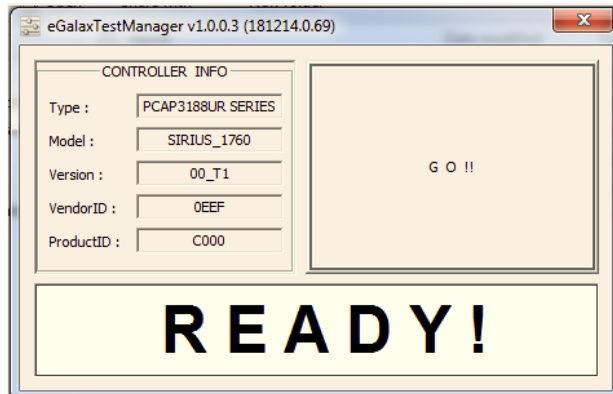 eGalaxTestManager v1.0.0.3 (181214.0.69)
CONTROLLER INFO
Type : PCAP3188UR SERIES
Model : SIRIUS_1760
Version : 00_T1
VendorID : 0EEF
ProductID : C000
G O !!
READY!